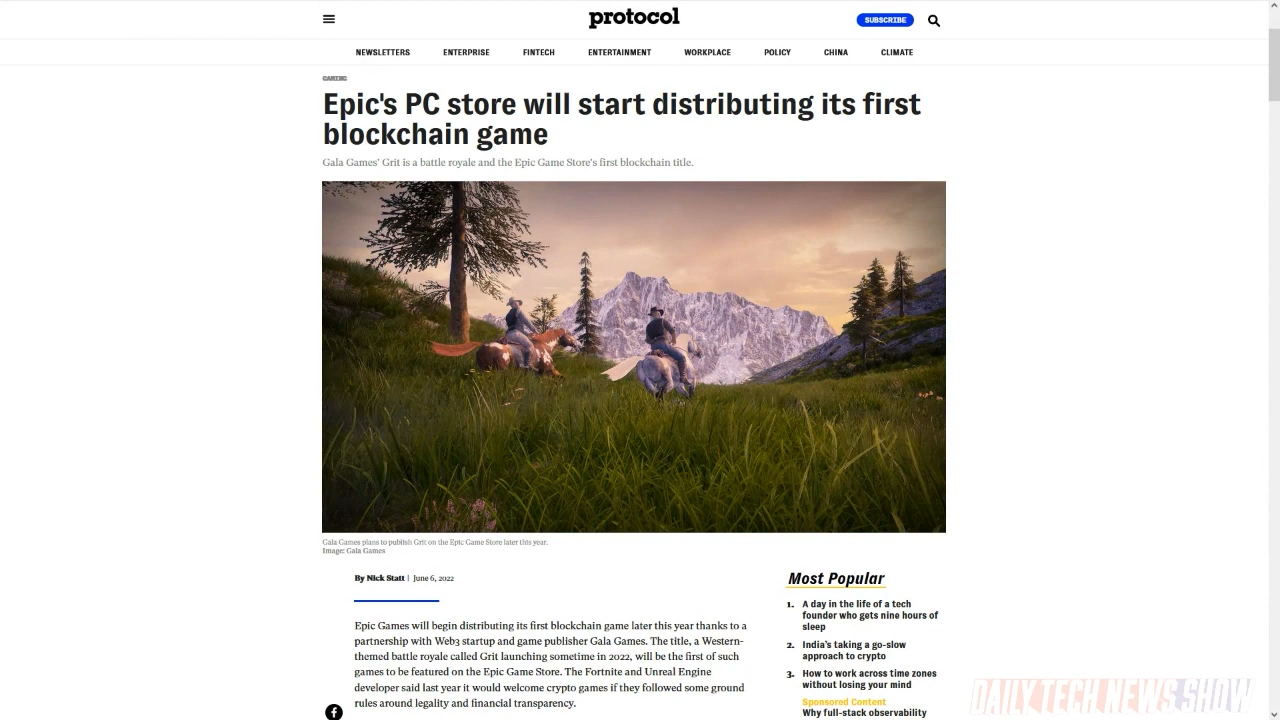 protocol
SUBSCRIBE
NEWSLETTERS ENTERPRISE FINTECH ENTERTAINMENT WORKPLACE POLICY CHINA CLIMATE
GAMING
Epic's PC store will start distributing its first
blockchain game
Gala Games' Grit is a battle royale and the Epic Game Store's first blockchain title.
Gala Games plans to publish Grit on the Epic Game Store later this year.
Image: Gala Games
By Nick Statt | June 6, 2022
Epic Games will begin distributing its first blockchain game later this year thanks to a
partnership with Web3 startup and game publisher Gala Games. The title, a Western-
themed battle royale called Grit launching sometime in 2022, will be the first of such
games to be featured on the Epic Game Store. The Fortnite and Unreal Engine
developer said last year it would welcome crypto games if they followed some ground
rules around legality and financial transparency.
Most Popular
1. A day in the life of a tech
founder who gets nine hours of
sleep
2. India's taking a go-slow
approach to crypto
3. How to work across time zones
without losing your mind
Sponsored Content
Why full-stack observability
DAILY TECH NEWS SHOW